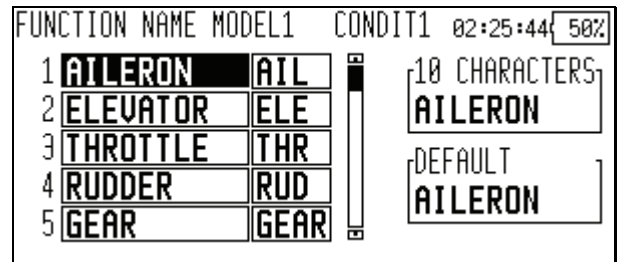 FUNCTION NAME MODEL1 CONDIT1 02:25:44 50%
1 AILERON AIL
2 ELEVATOR ELE
3 THROTTLE THR
4 RUDDER RUD
5 GEAR GEAR
10 CHARACTERS
AILERON
DEFAULT
AILERON